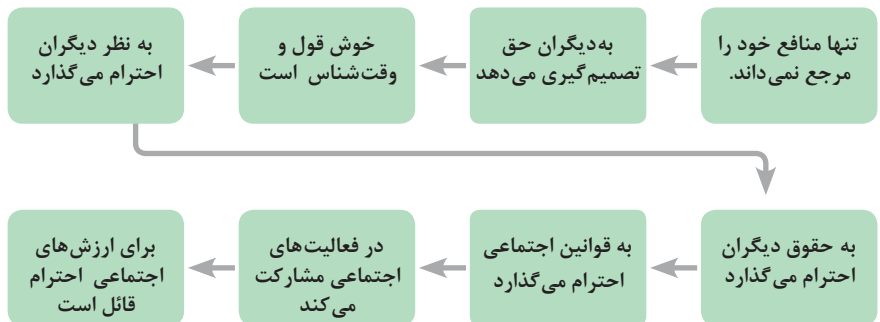 تنها منافع خود را
مرجع نمی‌داند.
به‌دیگران حق
تصمیم‌گیری می‌دهد
خوش قول و
وقت‌شناس است
به نظر دیگران
احترام می‌گذارد
به حقوق دیگران
احترام می‌گذارد
به قوانین اجتماعی
احترام می‌گذارد
در فعالیت‌های
اجتماعی مشارکت
می‌کند
برای ارزش‌های
اجتماعی احترام
قائل است